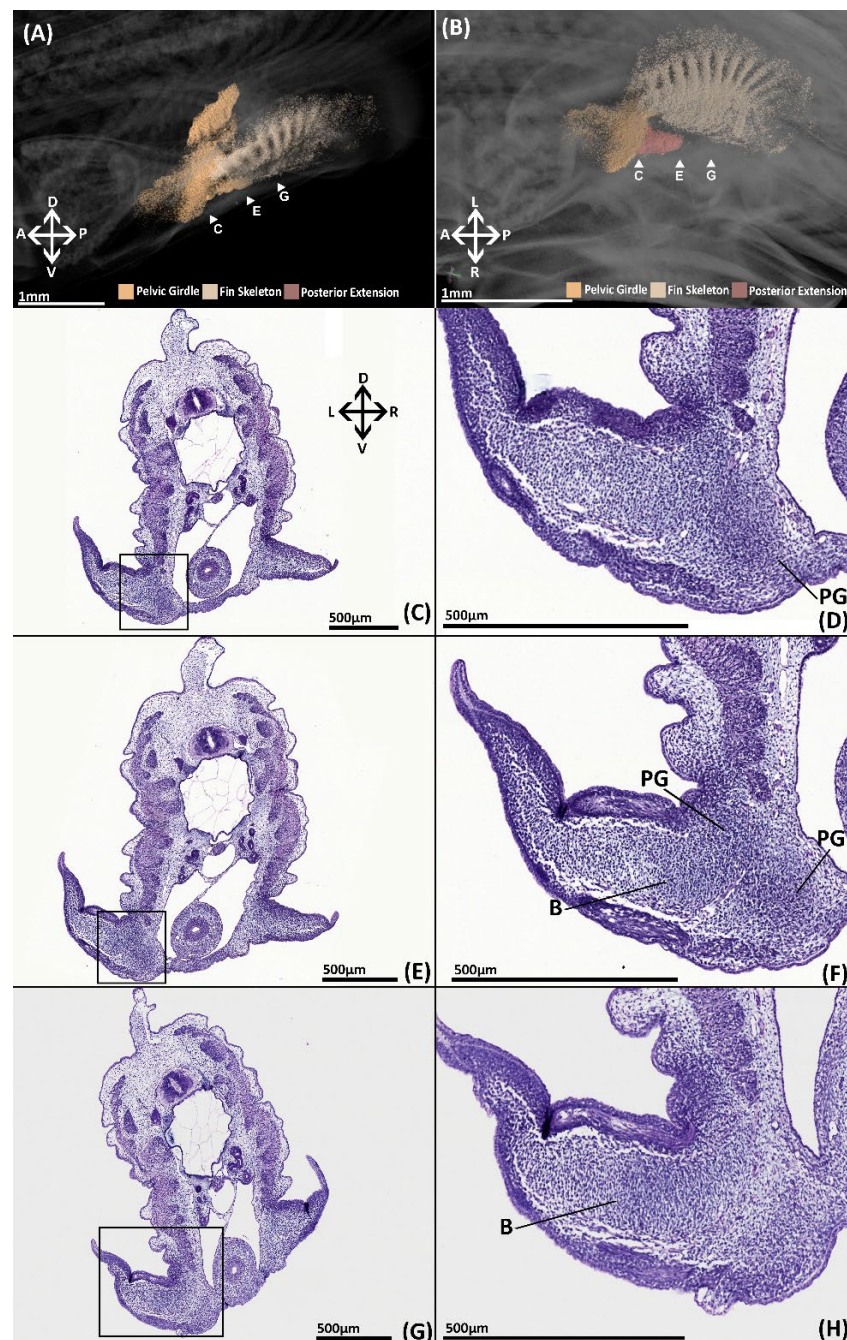 (A)
D
A P
V
C
E
G
1mm
Pelvic Girdle Fin Skeleton Posterior Extension
(B)
L
A P
R
C E G
1mm
Pelvic Girdle Fin Skeleton Posterior Extension
D
L R
V
500µm
(C)
PG
(D)
500µm
(E)
PG
PG
B
500µm
(F)
500µm
(G)
B
500µm
(H)